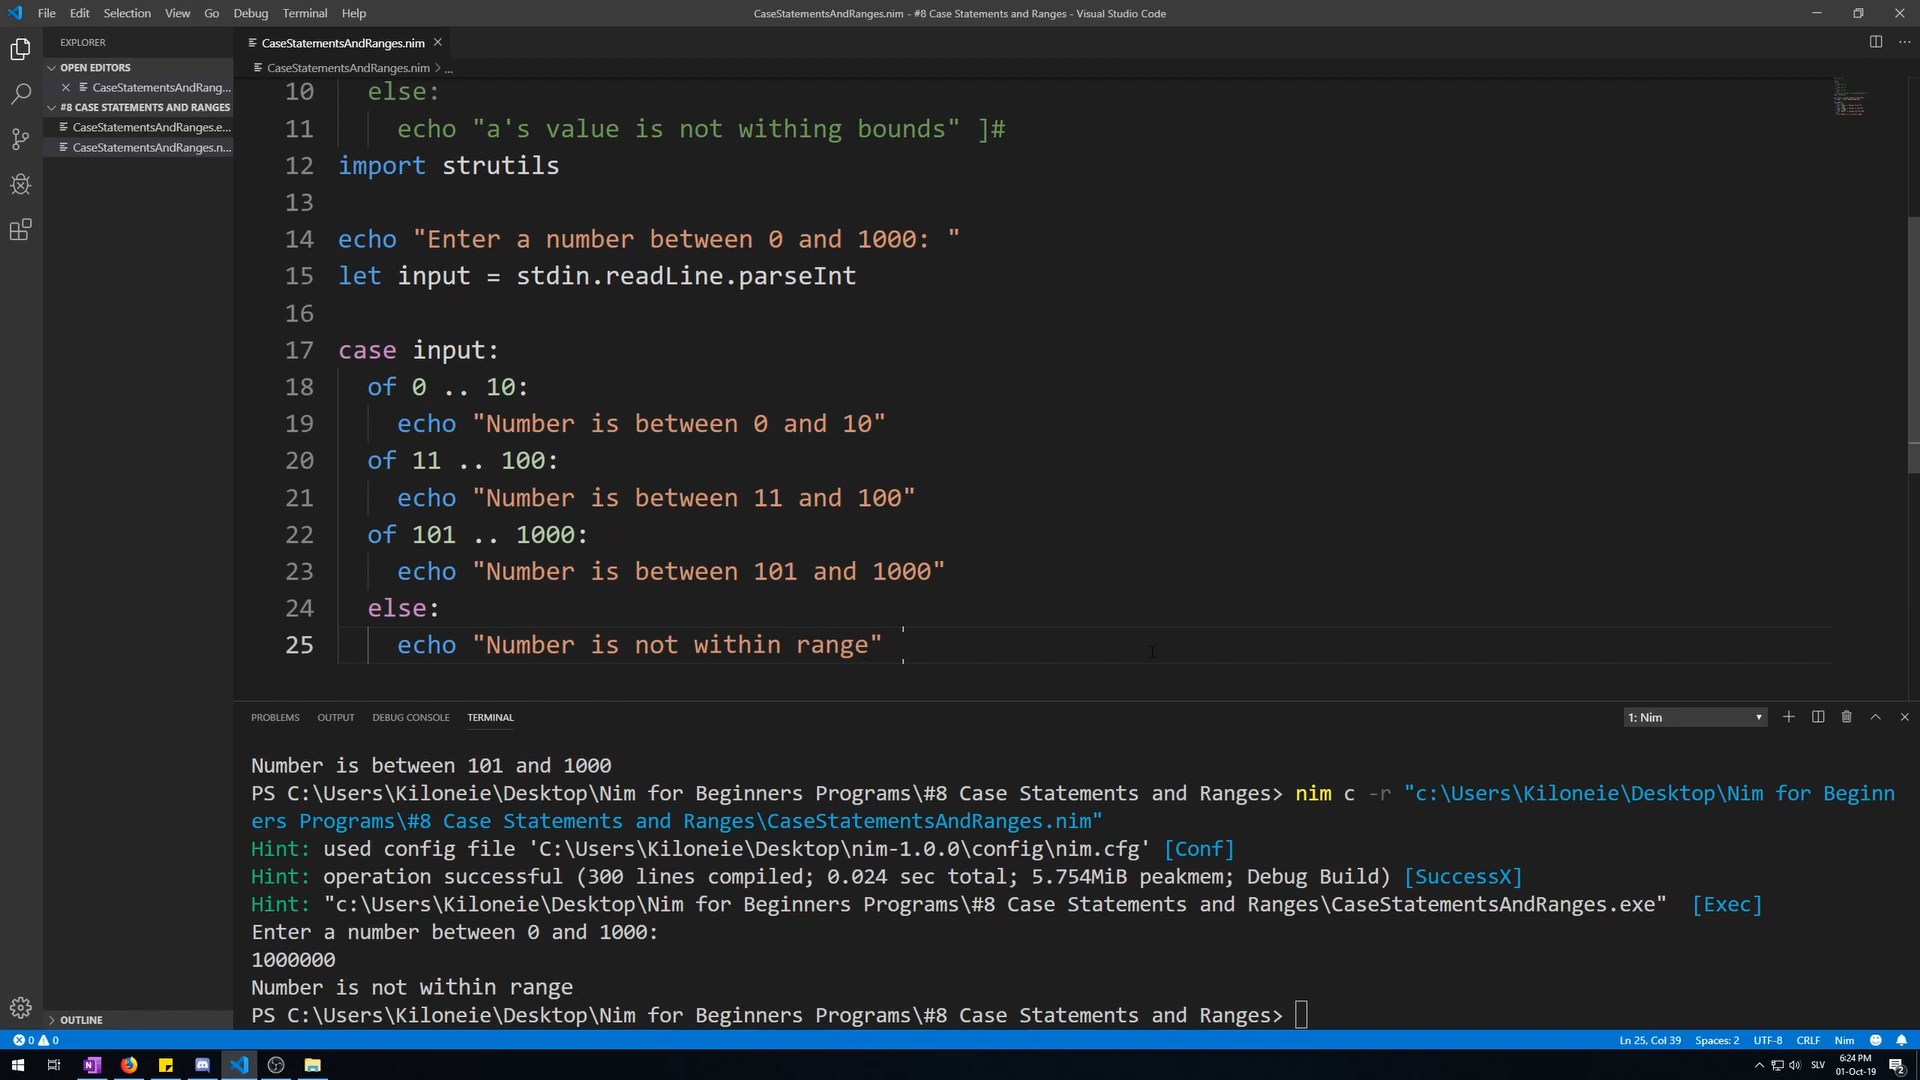 File Edit Selection View Go Debug Terminal Help
CaseStatementsAndRanges.nim - #8 Case Statements and Ranges - Visual Studio Code
EXPLORER
OPEN EDITORS
CaseStatementsAndRang...
#8 CASE STATEMENTS AND RANGES
CaseStatementsAndRanges.e...
CaseStatementsAndRanges.n...
OUTLINE
CaseStatementsAndRanges.nim
CaseStatementsAndRanges.nim > ...
10 else:
11 echo "a's value is not withing bounds" ]#
12 import strutils
13
14 echo "Enter a number between 0 and 1000: "
15 let input = stdin.readLine.parseInt
16
17 case input:
18 of 0 .. 10:
19 echo "Number is between 0 and 10"
20 of 11 .. 100:
21 echo "Number is between 11 and 100"
22 of 101 .. 1000:
23 echo "Number is between 101 and 1000"
24 else:
25 echo "Number is not within range"
PROBLEMS OUTPUT DEBUG CONSOLE TERMINAL
1: Nim
Number is between 101 and 1000
PS C:\Users\Kiloneie\Desktop\Nim for Beginners Programs\#8 Case Statements and Ranges> nim c -r "c:\Users\Kiloneie\Desktop\Nim for Beginn
ers Programs\#8 Case Statements and Ranges\CaseStatementsAndRanges.nim"
Hint: used config file 'C:\Users\Kiloneie\Desktop\nim-1.0.0\config\nim.cfg' [Conf]
Hint: operation successful (300 lines compiled; 0.024 sec total; 5.754MiB peakmem; Debug Build) [SuccessX]
Hint: "c:\Users\Kiloneie\Desktop\Nim for Beginners Programs\#8 Case Statements and Ranges\CaseStatementsAndRanges.exe" [Exec]
Enter a number between 0 and 1000:
1000000
Number is not within range
PS C:\Users\Kiloneie\Desktop\Nim for Beginners Programs\#8 Case Statements and Ranges>
0 0
Ln 25, Col 39 Spaces: 2 UTF-8 CRLF Nim
SLV
6:24 PM
01-Oct-19
2